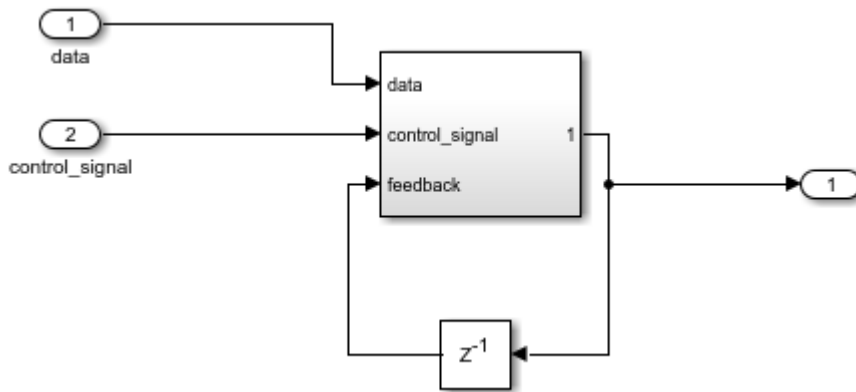 1
data
data
2
control_signal
control_signal
1
feedback
1
Z⁻¹